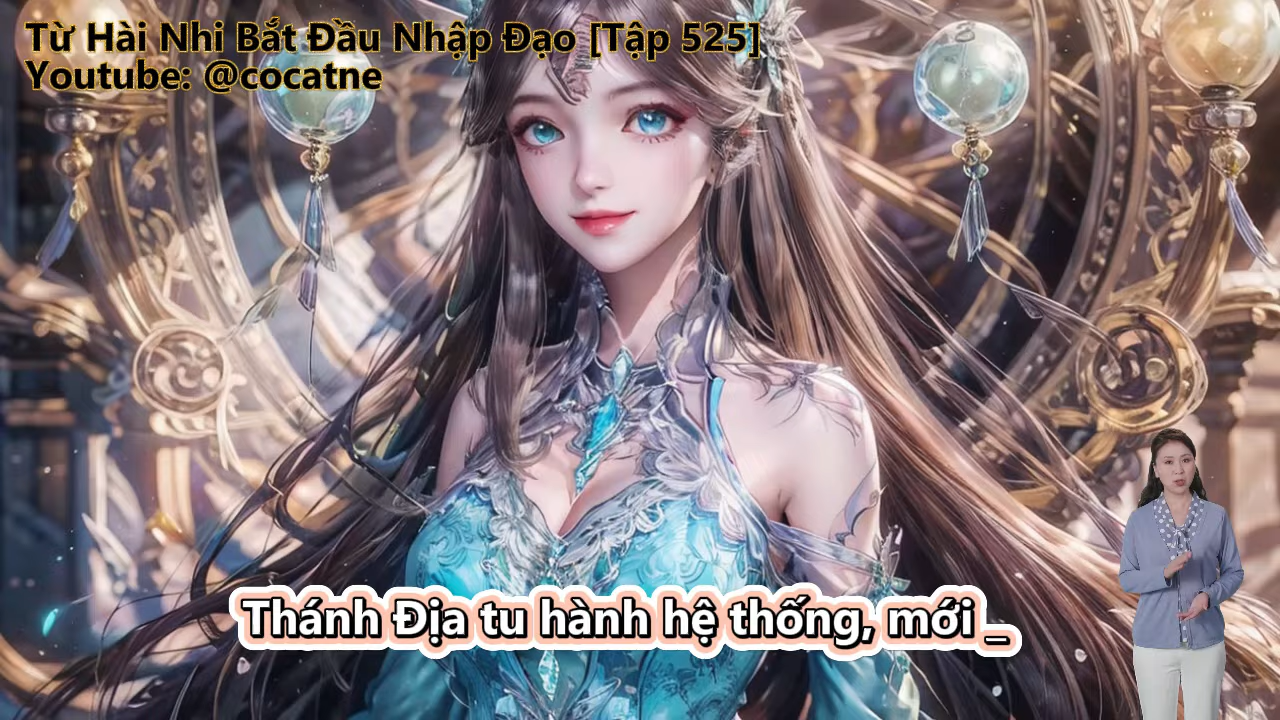 Từ Hài Nhi Bắt Đầu Nhập Đạo [Tập 525]
Youtube: @cocatne
Thánh Địa tu hành hệ thống, mới _